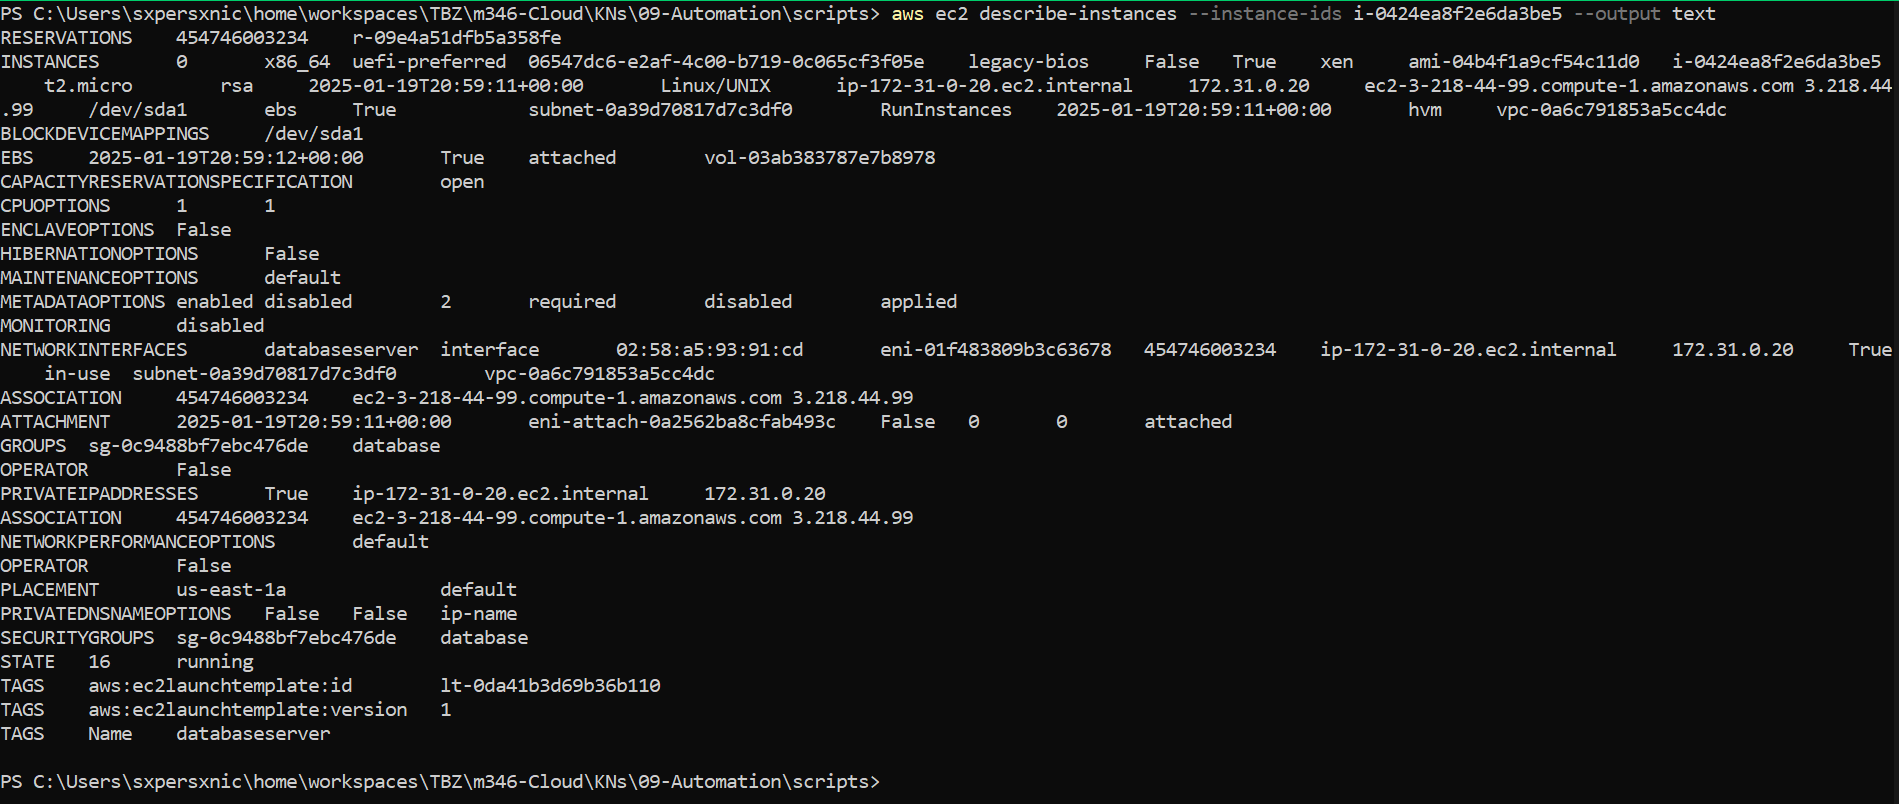 PS C:\Users\sxpersxnic\home\workspaces\TBZ\m346-Cloud\KNs\09-Automation\scripts> aws ec2 describe-instances --instance-ids i-0424ea8f2e6da3be5 --output text
RESERVATIONS    454746003234    r-09e4a51dfb5a358fe
INSTANCES       0       x86_64  uefi-preferred  06547dc6-e2af-4c00-b719-0c065cf3f05e    legacy-bios     False   True    xen     ami-04b4f1a9cf54c11d0   i-0424ea8f2e6da3be5
    t2.micro        rsa     2025-01-19T20:59:11+00:00       Linux/UNIX      ip-172-31-0-20.ec2.internal     172.31.0.20     ec2-3-218-44-99.compute-1.amazonaws.com 3.218.44
.99     /dev/sda1       ebs     True            subnet-0a39d70817d7c3df0        RunInstances    2025-01-19T20:59:11+00:00       hvm     vpc-0a6c791853a5cc4dc
BLOCKDEVICEMAPPINGS     /dev/sda1
EBS     2025-01-19T20:59:12+00:00       True    attached        vol-03ab383787e7b8978
CAPACITYRESERVATIONSPECIFICATION        open
CPUOPTIONS      1       1
ENCLAVEOPTIONS  False
HIBERNATIONOPTIONS      False
MAINTENANCEOPTIONS      default
METADATAOPTIONS enabled disabled        2       required        disabled        applied
MONITORING      disabled
NETWORKINTERFACES       databaseserver  interface       02:58:a5:93:91:cd       eni-01f483809b3c63678   454746003234    ip-172-31-0-20.ec2.internal     172.31.0.20     True
    in-use  subnet-0a39d70817d7c3df0        vpc-0a6c791853a5cc4dc
ASSOCIATION     454746003234    ec2-3-218-44-99.compute-1.amazonaws.com 3.218.44.99
ATTACHMENT      2025-01-19T20:59:11+00:00       eni-attach-0a2562ba8cfab493c    False   0       0       attached
GROUPS  sg-0c9488bf7ebc476de    database
OPERATOR        False
PRIVATEIPADDRESSES      True    ip-172-31-0-20.ec2.internal     172.31.0.20
ASSOCIATION     454746003234    ec2-3-218-44-99.compute-1.amazonaws.com 3.218.44.99
NETWORKPERFORMANCEOPTIONS       default
OPERATOR        False
PLACEMENT       us-east-1a              default
PRIVATEDNSNAMEOPTIONS   False   False   ip-name
SECURITYGROUPS  sg-0c9488bf7ebc476de    database
STATE   16      running
TAGS    aws:ec2launchtemplate:id        lt-0da41b3d69b36b110
TAGS    aws:ec2launchtemplate:version   1
TAGS    Name    databaseserver
PS C:\Users\sxpersxnic\home\workspaces\TBZ\m346-Cloud\KNs\09-Automation\scripts>